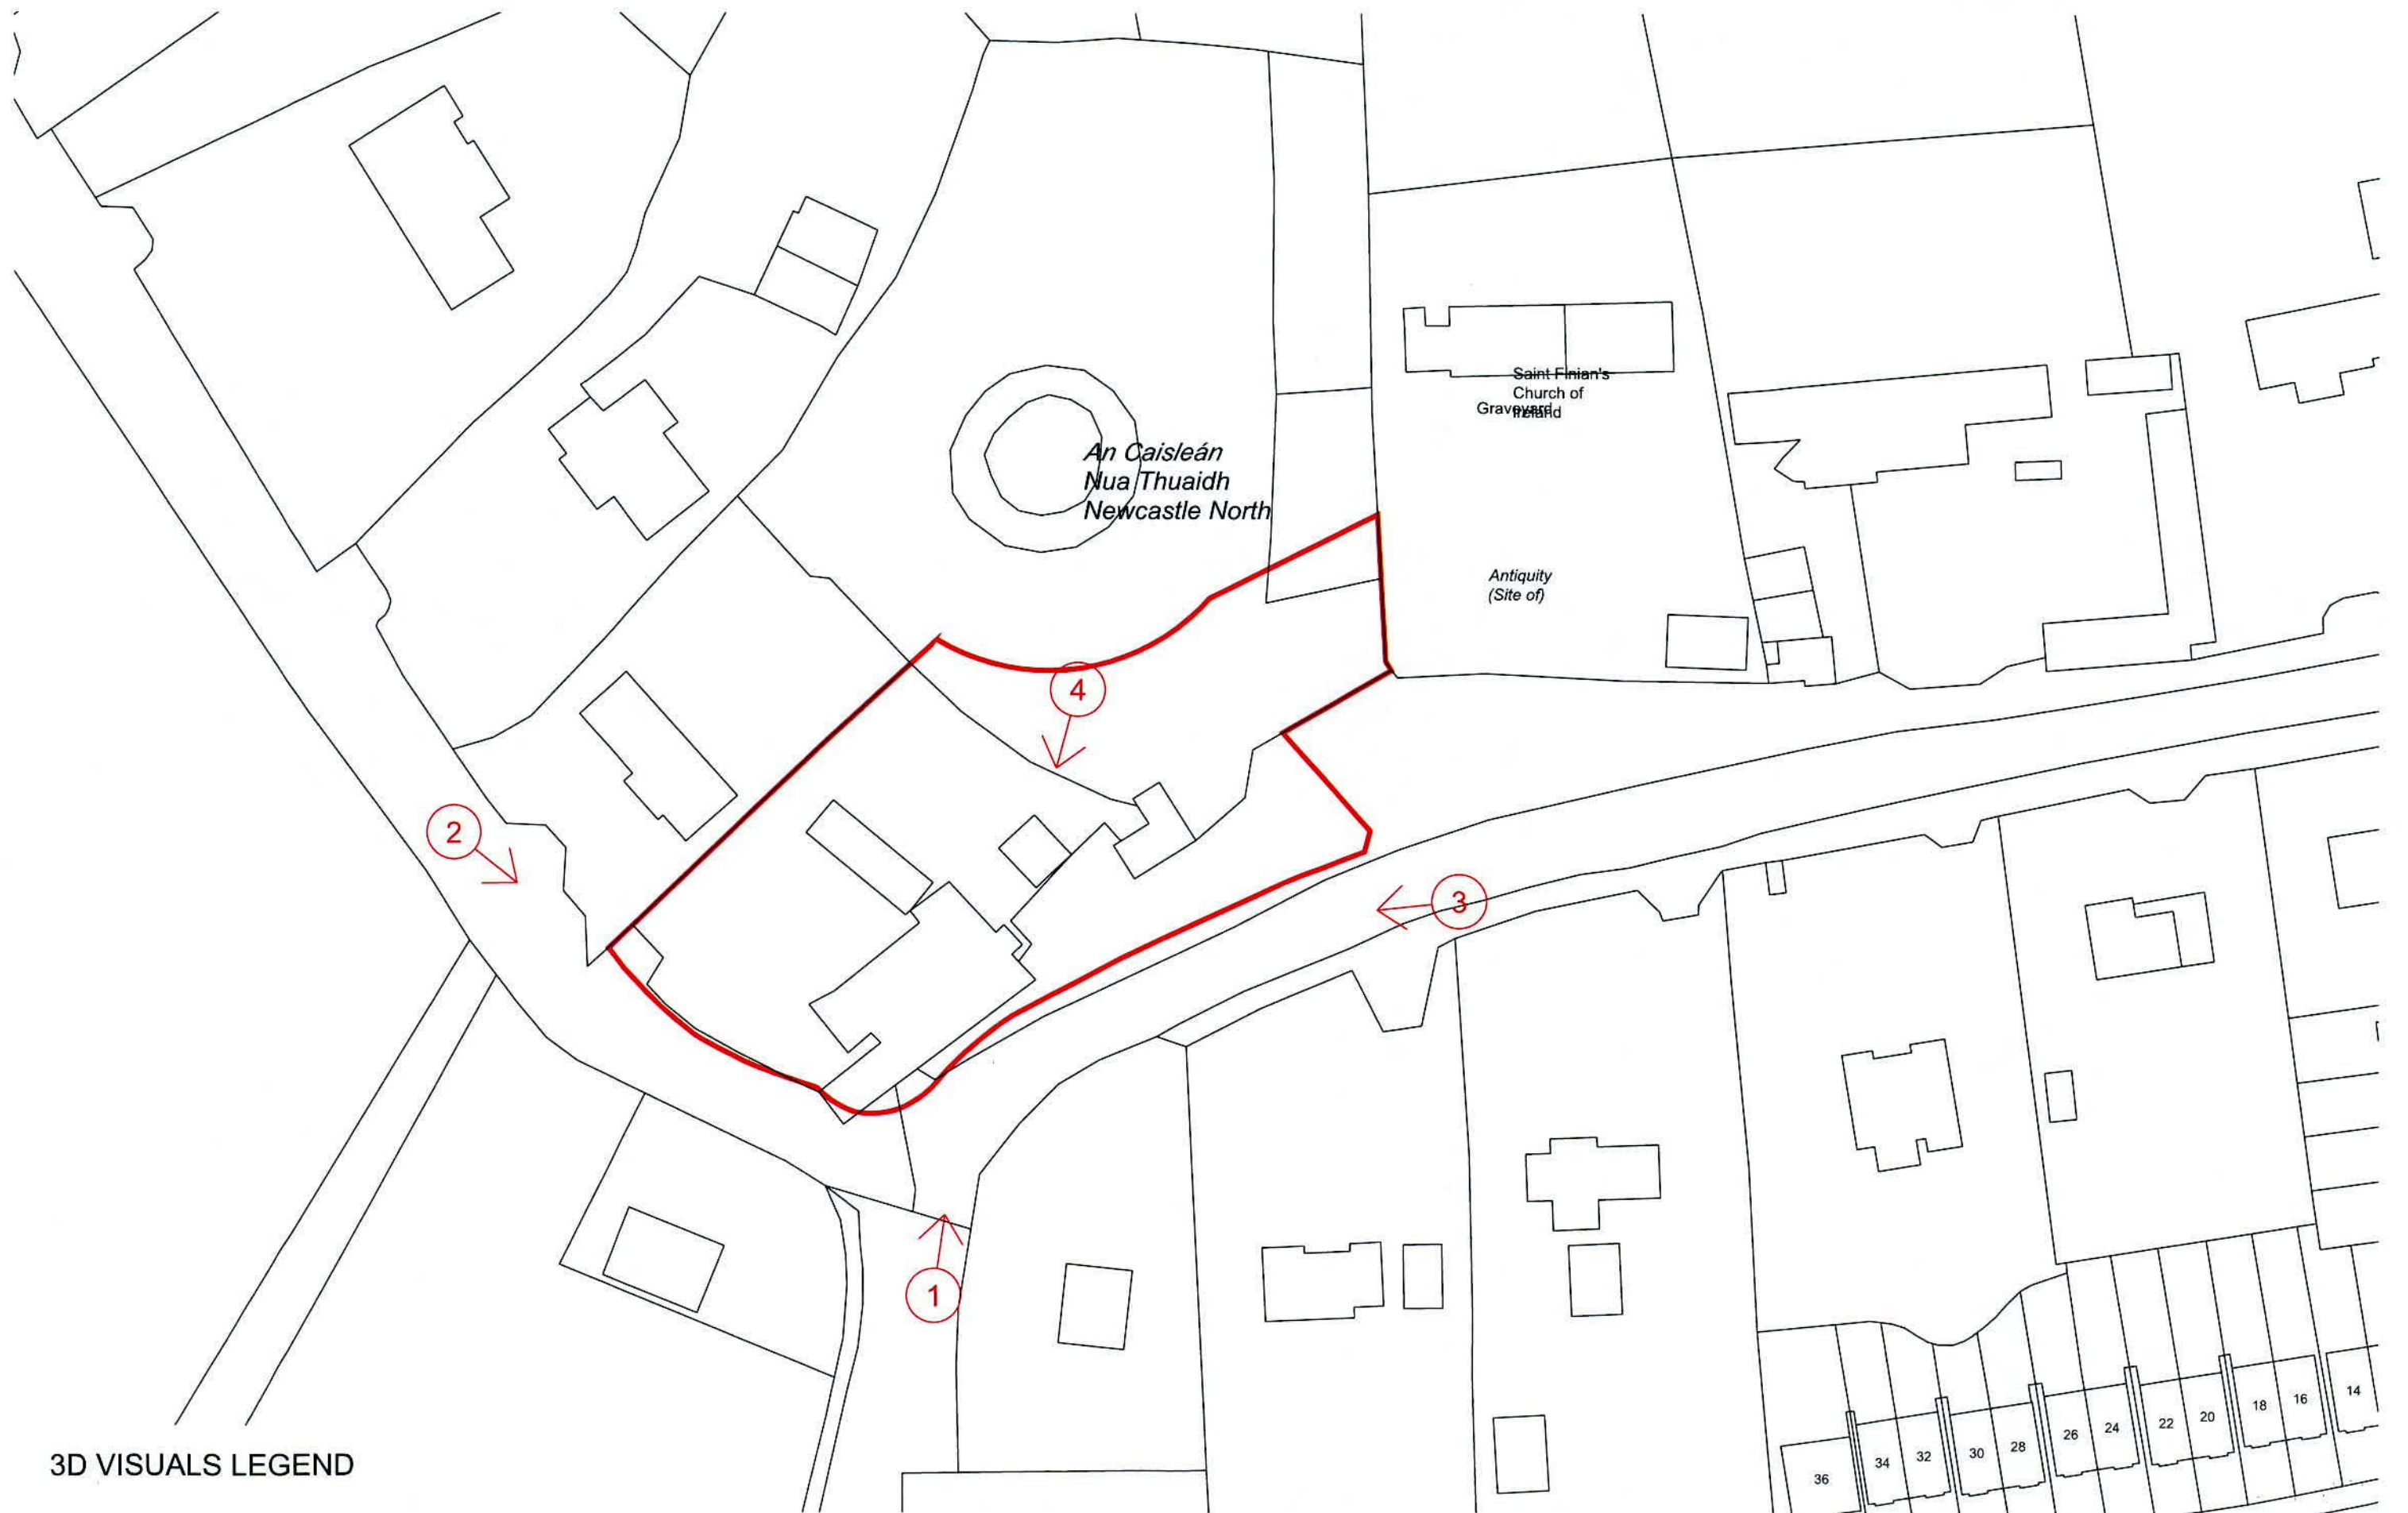 Saint Finian's
Church of
Ireland
Graveyard
An Caisleán
Nua Thuaidh
Newcastle North
Antiquity
(Site of)
4
2
3
1
3D VISUALS LEGEND
36
34
32
30
28
26
24
22
20
18
16
14